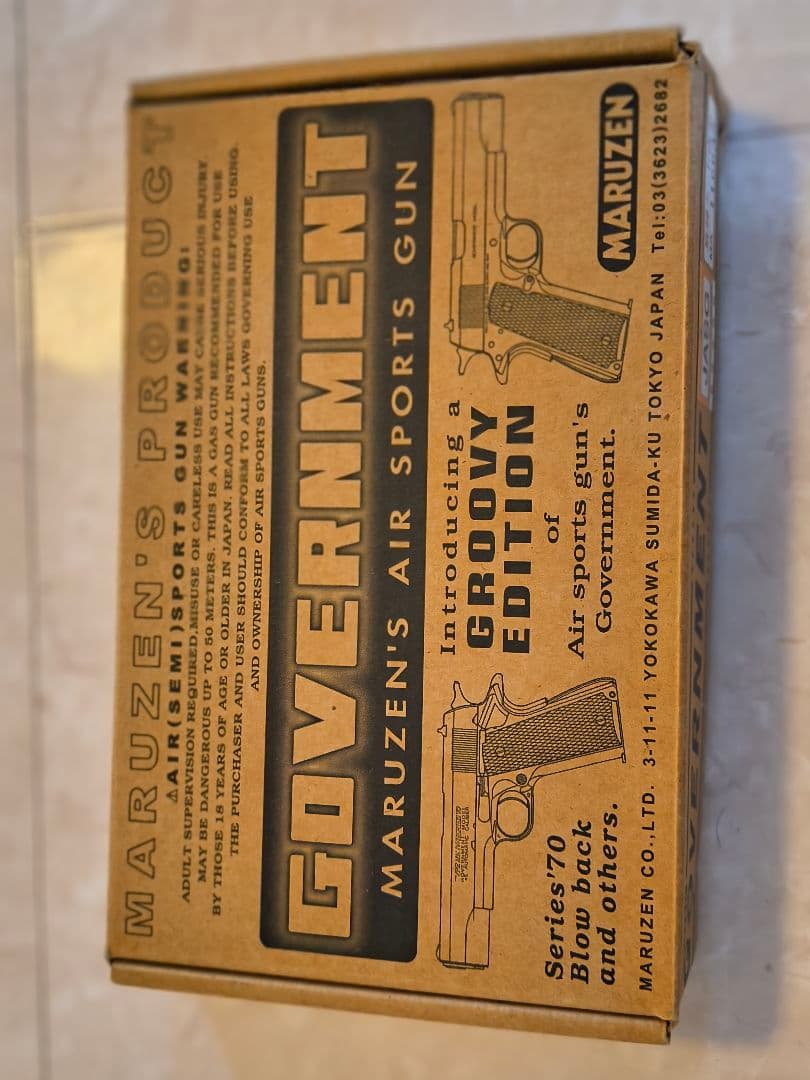 MARUZEN'S PRODUCT
⚠AIR(SEMI)SPORTS GUN WARNING:
ADULT SUPERVISION REQUIRED,MISUSE OR CARELESS USE MAY CAUSE SERIOUS INJURY
MAY BE DANGEROUS UP TO 50 METERS. THIS IS A GAS GUN RECOMMENDED FOR USE
BY THOSE 18 YEARS OF AGE OR OLDER IN JAPAN. READ ALL INSTRUCTIONS BEFORE USING.
THE PURCHASER AND USER SHOULD CONFORM TO ALL LAWS GOVERNING USE
AND OWNERSHIP OF AIR SPORTS GUNS.
GOVERNMENT
MARUZEN'S AIR SPORTS GUN
Introducing a
GROOVY
EDITION
of
Air sports gun's
Government.
Series'70
Blow back
and others.
MARUZEN
MARUZEN CO.,LTD. 3-11-11 YOKOKAWA SUMIDA-KU TOKYO JAPAN Tel:03(3623)2682
GOVERNMENT
JASG